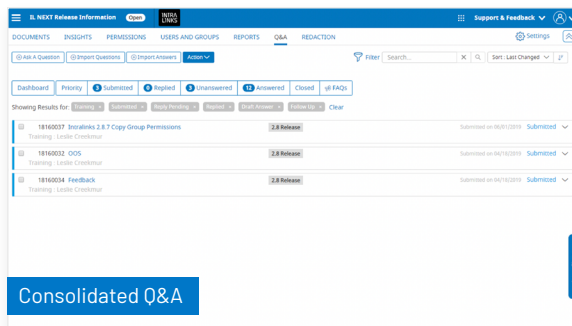 IL NEXT Release Information Open INTRA LINKS Support & Feedback
DOCUMENTS INSIGHTS PERMISSIONS USERS AND GROUPS REPORTS Q&A REDACTION Settings
Ask A Question Import Questions Import Answers Action Filter Search... X Sort : Last Changed
Dashboard Priority 3 Submitted 0 Replied 3 Unanswered 12 Answered Closed All FAQs
Showing Results for: Training × Submitted × Reply Pending × Replied × Draft Answer × Follow Up × Clear
18160037 Intralinks 2.8.7 Copy Group Permissions 2.8 Release Submitted on 06/01/2019 Submitted
Training : Leslie Creekmur
18160032 OOS 2.8 Release Submitted on 04/10/2019 Submitted
Training : Leslie Creekmur
18160034 Feedback 2.8 Release Submitted on 04/10/2019 Submitted
Training : Leslie Creekmur
Consolidated Q&A